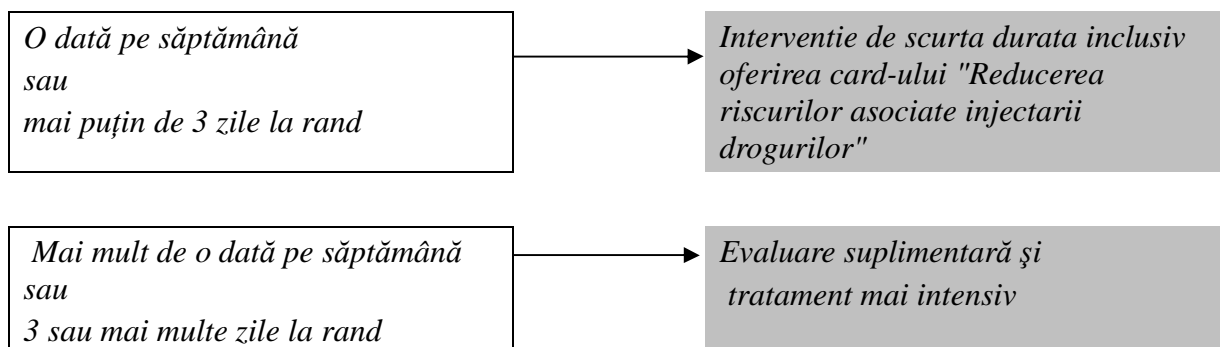 O dată pe săptămână
sau
mai puțin de 3 zile la rand
Interventie de scurta durata inclusiv
oferirea card-ului "Reducerea
riscurilor asociate injectarii
drogurilor"
Mai mult de o dată pe săptămână
sau
3 sau mai multe zile la rand
Evaluare suplimentară şi
tratament mai intensiv